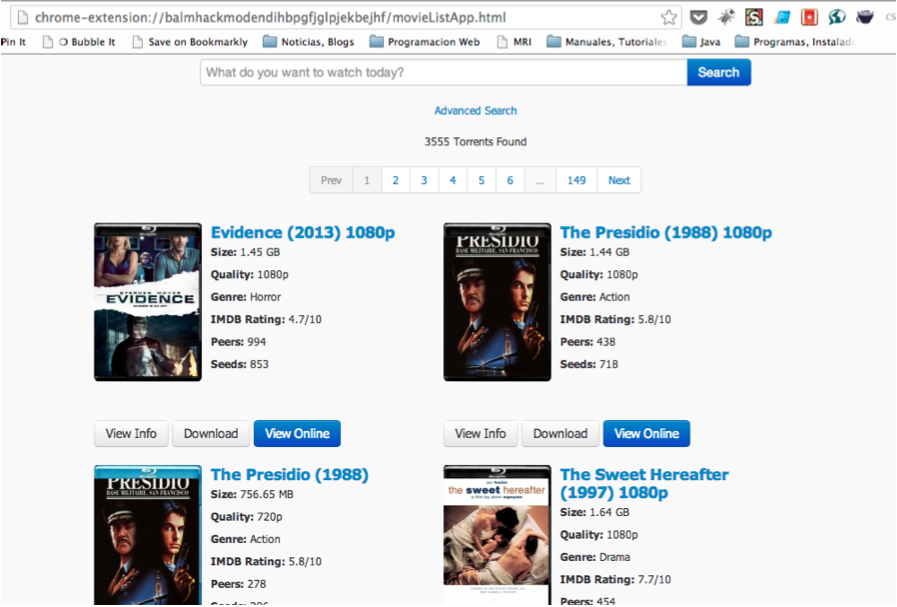 chrome-extension://balmhackmodendihbpgfjglpjekbejhf/movieListApp.html
Pin It Bubble It Save on Bookmarkly Noticias, Blogs Programacion Web MRI Manuales, Tutoriales Java Programas, Instalad
What do you want to watch today? Search
Advanced Search
3555 Torrents Found
Prev 1 2 3 4 5 6 ... 149 Next
EVIDENCE
Evidence (2013) 1080p
Size: 1.45 GB
Quality: 1080p
Genre: Horror
IMDB Rating: 4.7/10
Peers: 994
Seeds: 853
View Info Download View Online
PRESIDIO
BASE MILITAIRE, SAN FRANCISCO
The Presidio (1988) 1080p
Size: 1.44 GB
Quality: 1080p
Genre: Action
IMDB Rating: 5.8/10
Peers: 438
Seeds: 718
View Info Download View Online
PRESIDIO
BASE MILITAIRE, SAN FRANCISCO
The Presidio (1988)
Size: 756.65 MB
Quality: 720p
Genre: Action
IMDB Rating: 5.8/10
Peers: 278
the sweet hereafter
The Sweet Hereafter
(1997) 1080p
Size: 1.64 GB
Quality: 1080p
Genre: Drama
IMDB Rating: 7.7/10
Peers: 454